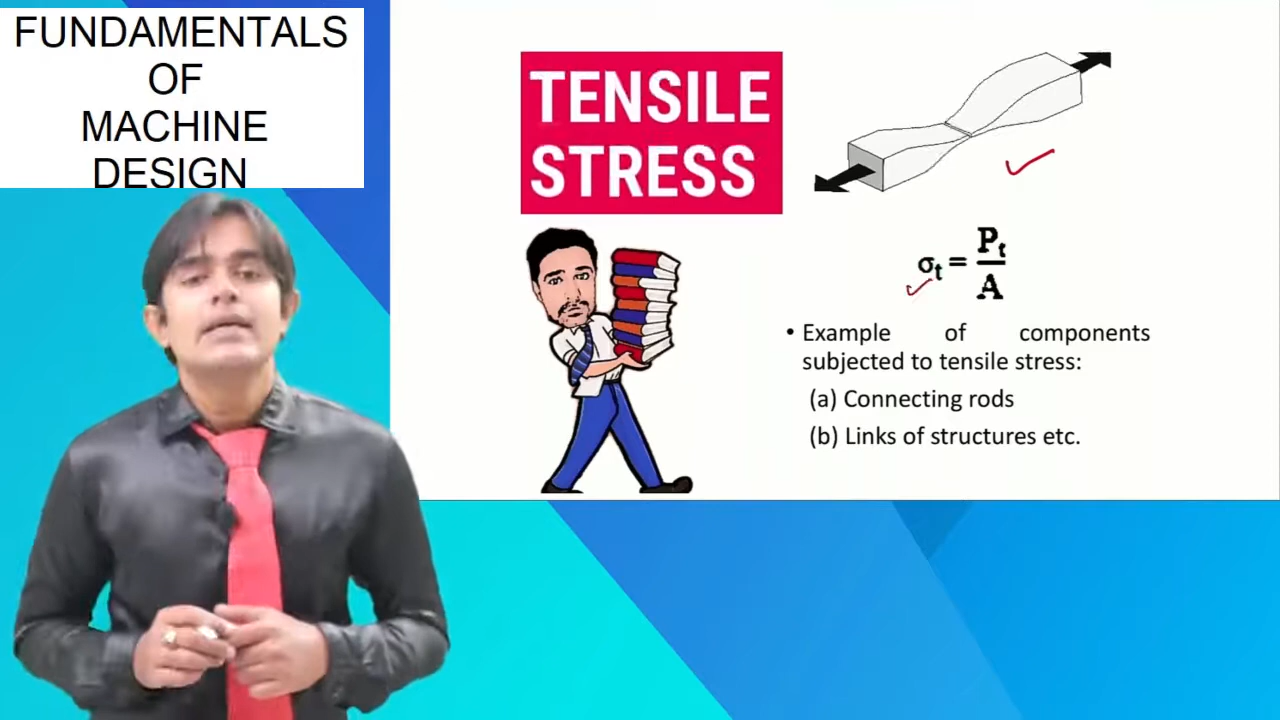 FUNDAMENTALS
OF
MACHINE
DESIGN
TENSILE
STRESS
σt = Pt / A
• Example of components
subjected to tensile stress:
(a) Connecting rods
(b) Links of structures etc.